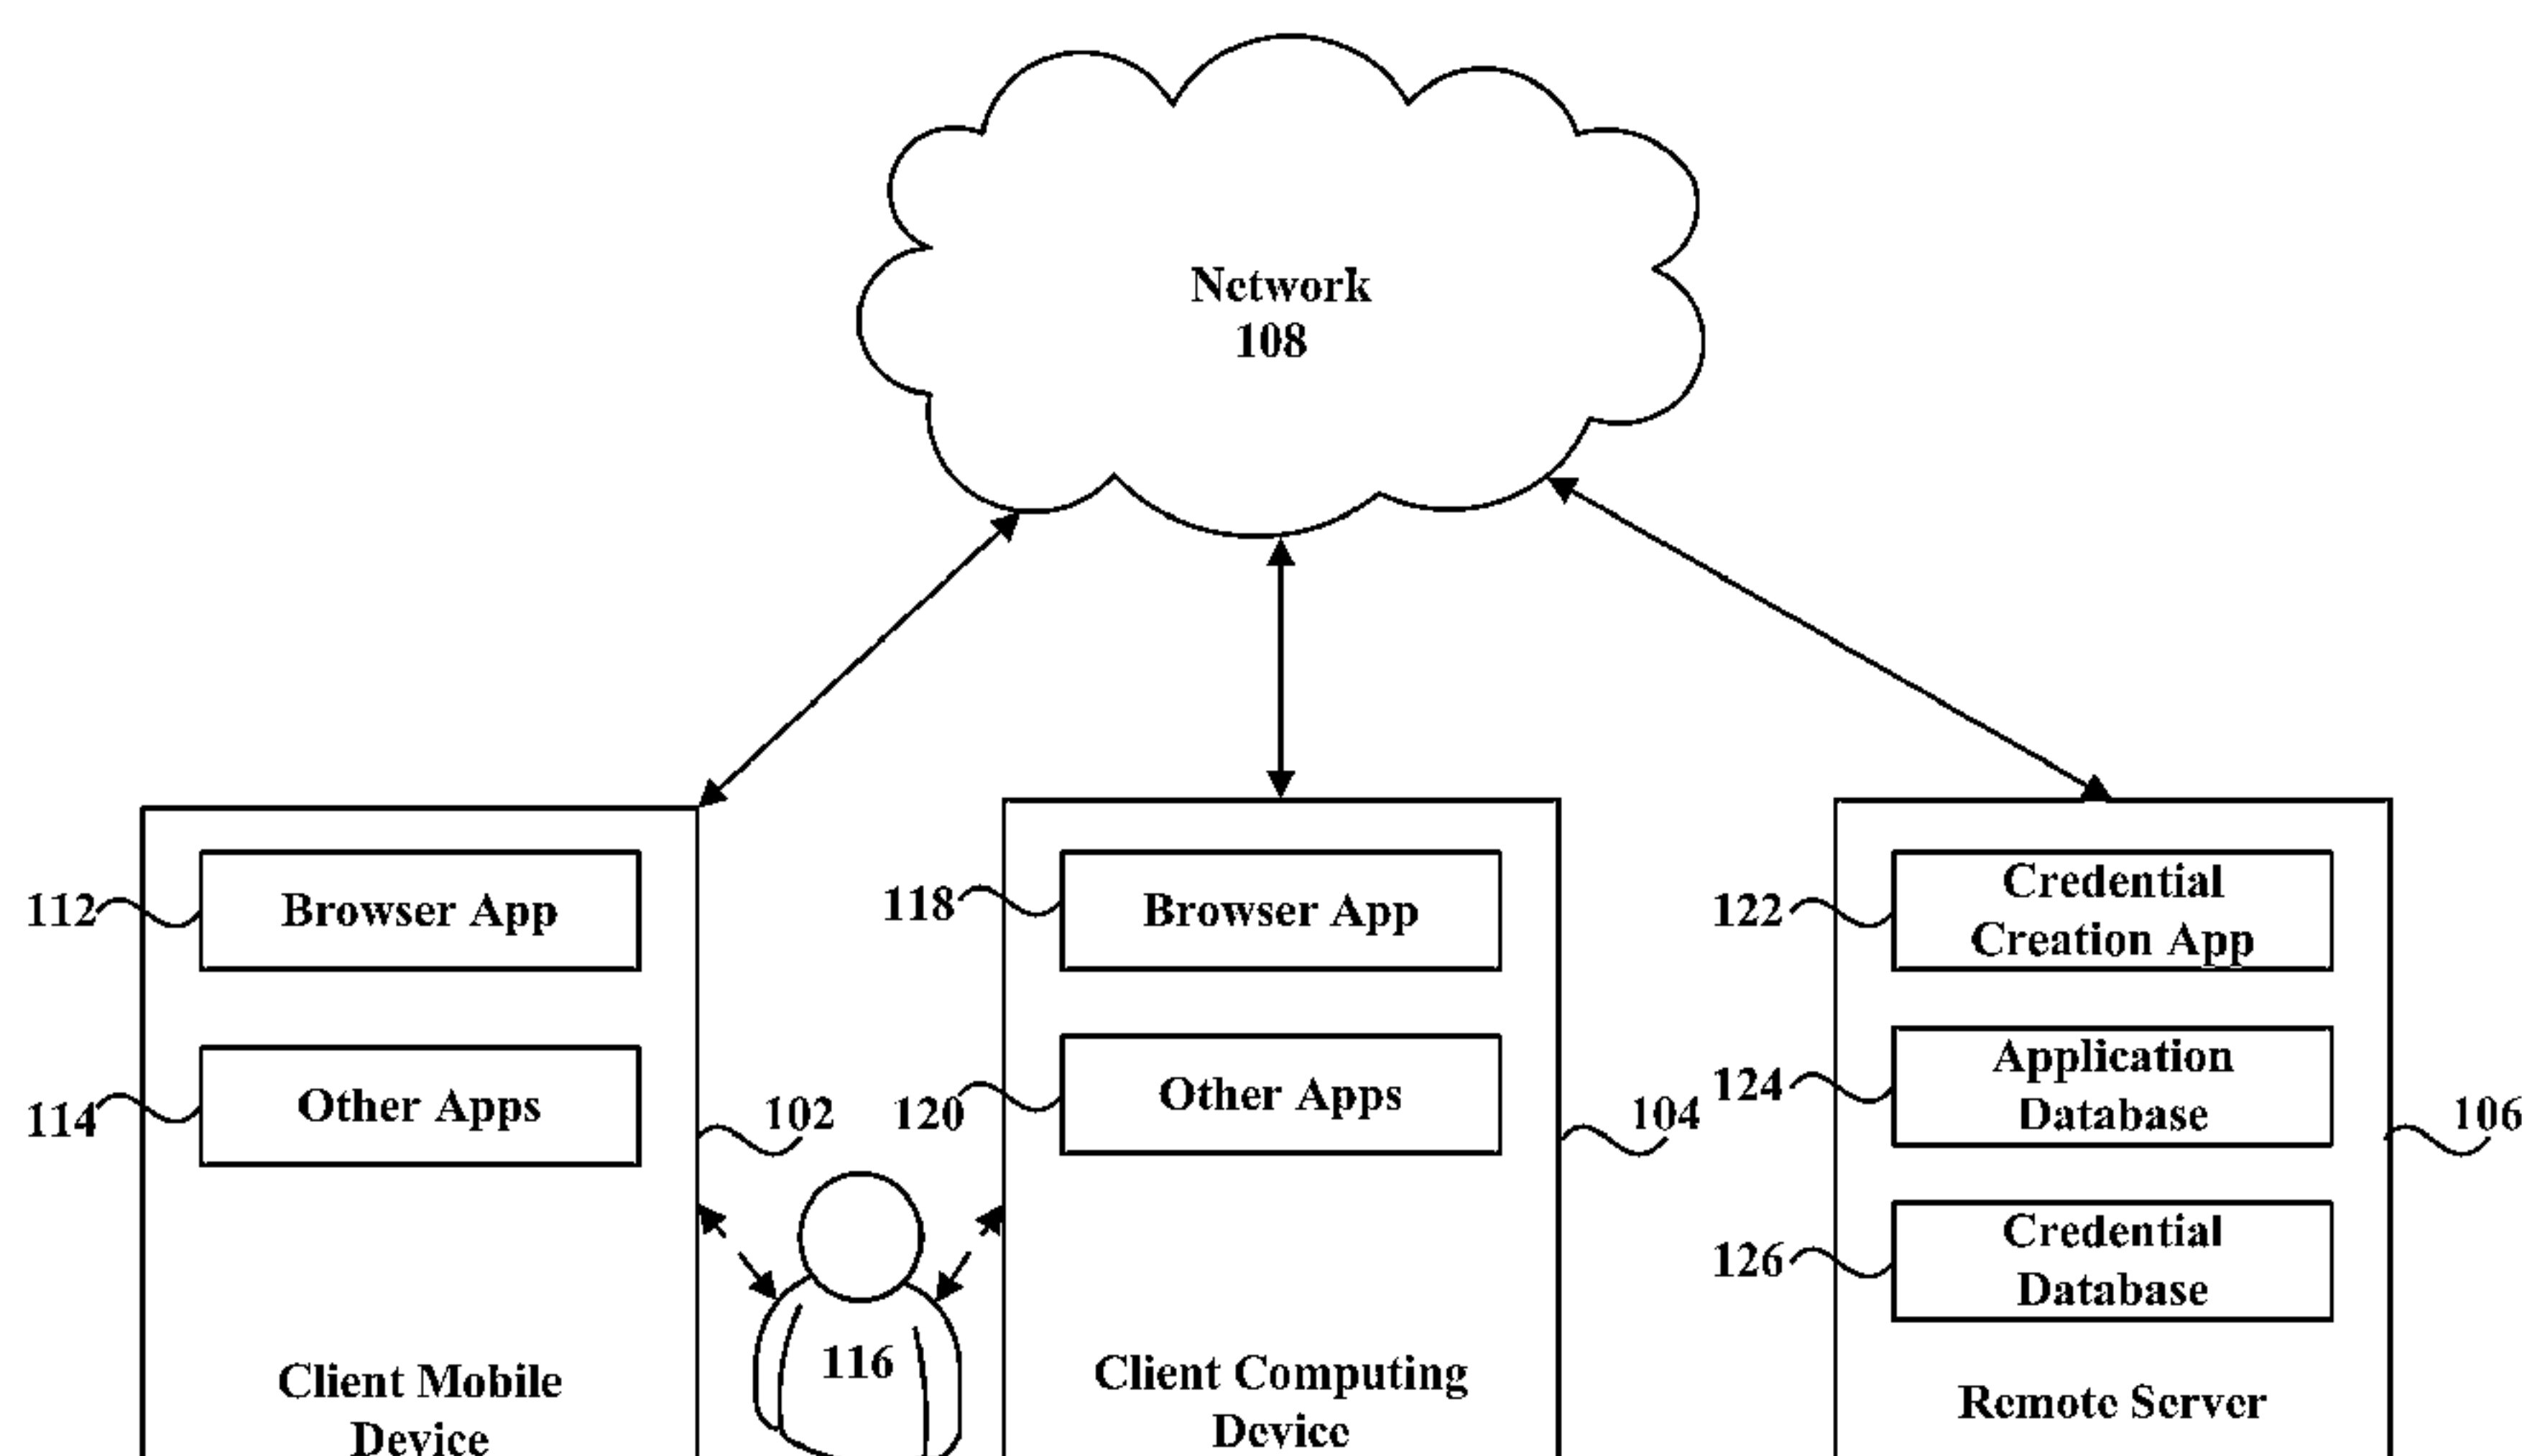 Network
108
112
Browser App
118
Browser App
122
Credential
Creation App
114
Other Apps
102
120
Other Apps
104
124
Application
Database
106
126
Credential
Database
116
Client Mobile
Device
Client Computing
Device
Remote Server